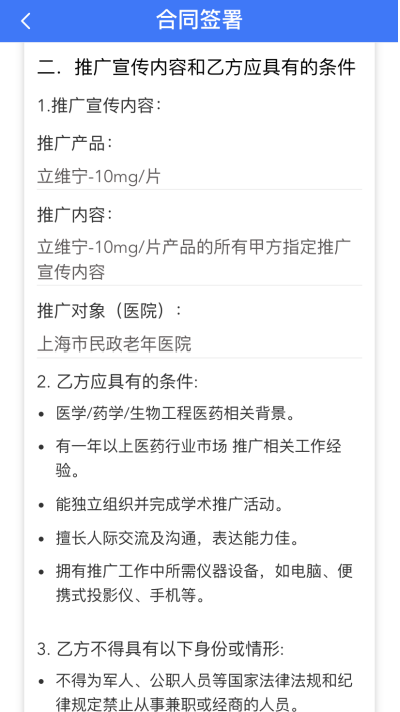 合同签署
二．推广宣传内容和乙方应具有的条件
1.推广宣传内容：
推广产品：
立维宁-10mg/片
推广内容：
立维宁-10mg/片产品的所有甲方指定推广
宣传内容
推广对象（医院）：
上海市民政老年医院
2. 乙方应具有的条件:
• 医学/药学/生物工程医药相关背景。
• 有一年以上医药行业市场 推广相关工作经
验。
• 能独立组织并完成学术推广活动。
• 擅长人际交流及沟通，表达能力佳。
• 拥有推广工作中所需仪器设备，如电脑、便
携式投影仪、手机等。
3. 乙方不得具有以下身份或情形:
• 不得为军人、公职人员等国家法律法规和纪
律规定禁止从事兼职或经商的人员。